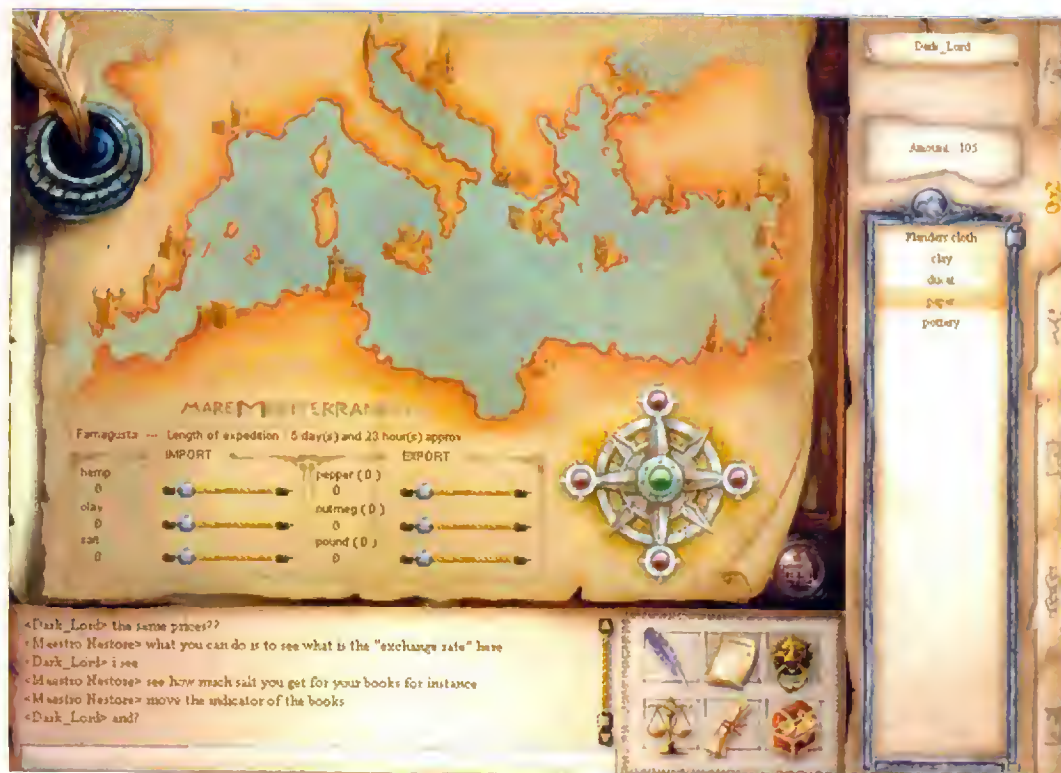 Dark_Lord
Amount 105
Flanders cloth
clay
ducat
paper
pottery
MARE
Famagusta --- Length of expedition 5 day(s) and 23 hour(s) approx
IMPORT
EXPORT
hemp
0
pepper ( 0 )
0
clay
0
nutmeg ( 0 )
0
salt
0
pound ( 0 )
0
<Dark_Lord> the same prices??
<Maestro Nestore> what you can do is to see what is the "exchange rate" here
<Dark_Lord> i see
<Maestro Nestore> see how much salt you get for your books for instance
<Maestro Nestore> move the indicator of the books
<Dark_Lord> and?